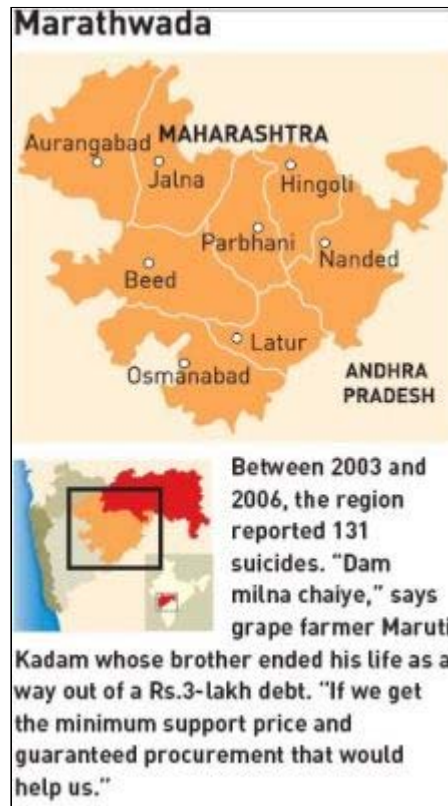 Marathwada
MAHARASHTRA
Aurangabad
Jalna
Hingoli
Parbhani
Nanded
Beed
Latur
Osmanabad
ANDHRA
PRADESH
Between 2003 and
2006, the region
reported 131
suicides. "Dam
milna chaiye," says
grape farmer Maruti
Kadam whose brother ended his life as a
way out of a Rs.3-lakh debt. "If we get
the minimum support price and
guaranteed procurement that would
help us."